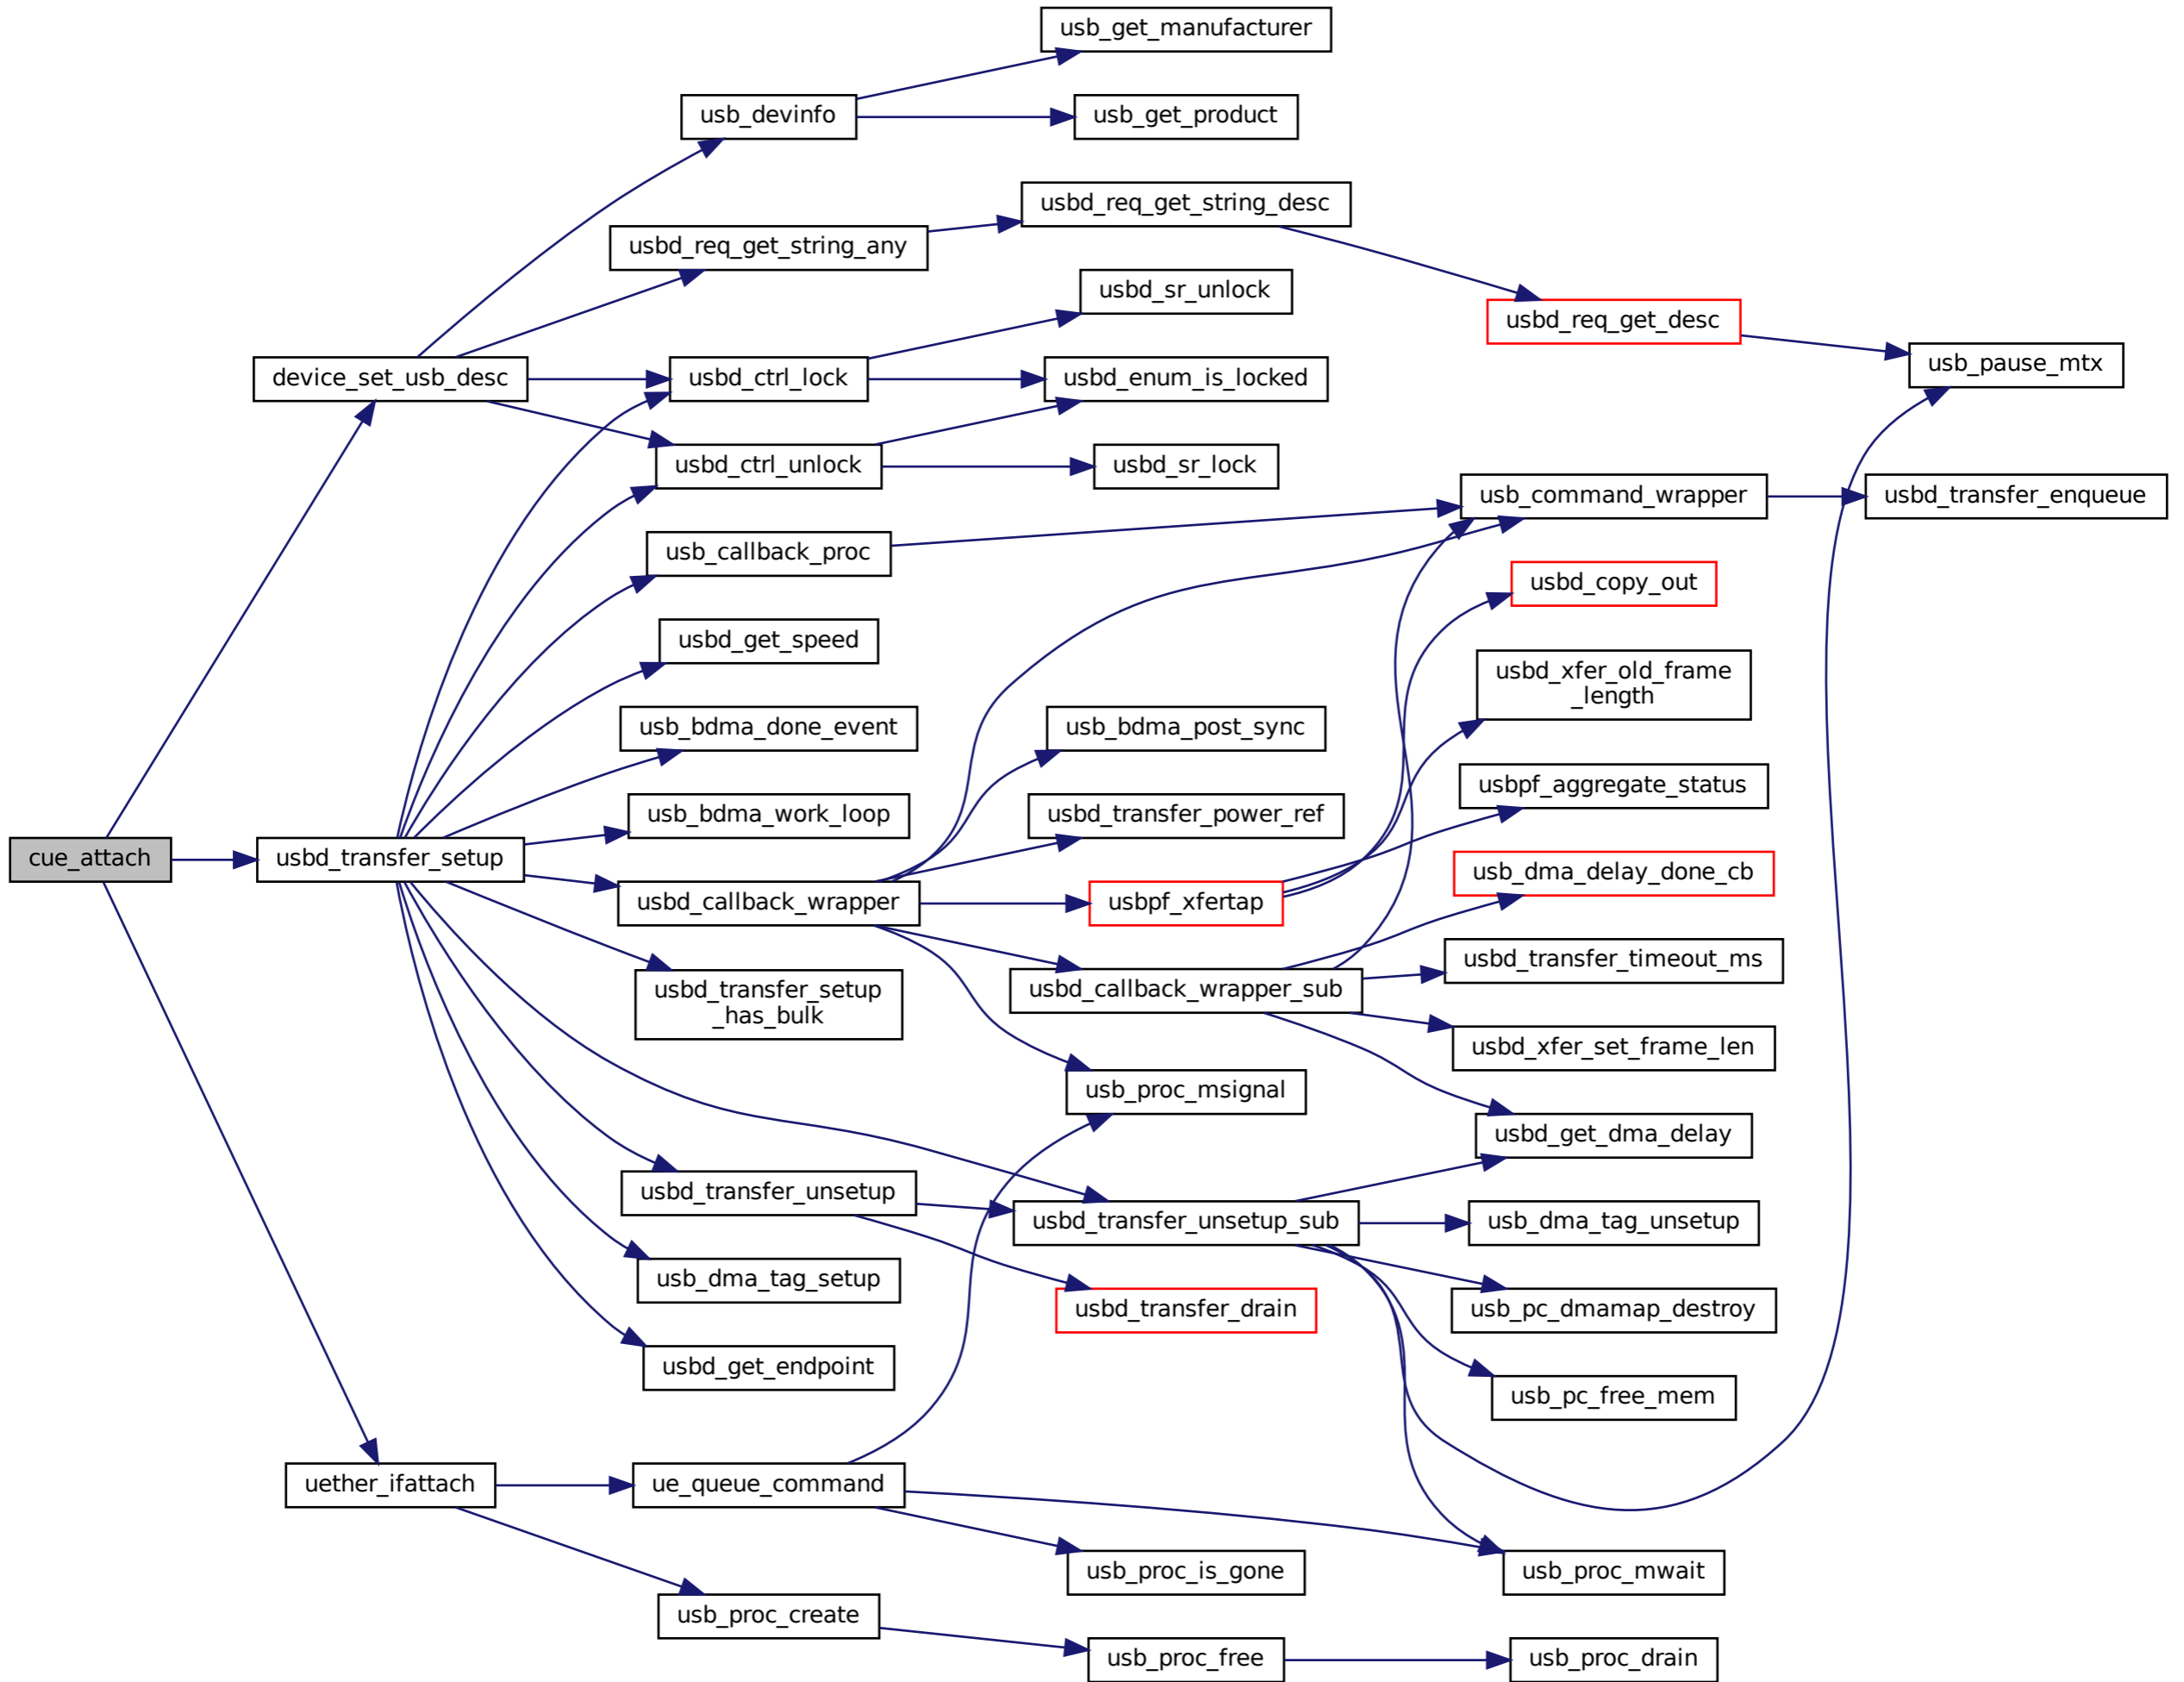 usb_get_manufacturer
usb_devinfo
usb_get_product
usbd_req_get_string_desc
usbd_req_get_string_any
usbd_sr_unlock
usbd_req_get_desc
usb_pause_mtx
device_set_usb_desc
usbd_ctrl_lock
usbd_enum_is_locked
usbd_ctrl_unlock
usbd_sr_lock
usb_command_wrapper
usbd_transfer_enqueue
usb_callback_proc
usbd_copy_out
usbd_get_speed
usbd_xfer_old_frame
_length
usb_bdma_done_event
usb_bdma_post_sync
usbpf_aggregate_status
usb_bdma_work_loop
usbd_transfer_power_ref
cue_attach
usbd_transfer_setup
usb_dma_delay_done_cb
usbd_callback_wrapper
usbpf_xfertap
usbd_transfer_timeout_ms
usbd_transfer_setup
_has_bulk
usbd_callback_wrapper_sub
usbd_xfer_set_frame_len
usb_proc_msignal
usbd_get_dma_delay
usbd_transfer_unsetup
usbd_transfer_unsetup_sub
usb_dma_tag_unsetup
usb_dma_tag_setup
usbd_transfer_drain
usb_pc_dmamap_destroy
usbd_get_endpoint
usb_pc_free_mem
uether_ifattach
ue_queue_command
usb_proc_is_gone
usb_proc_mwait
usb_proc_create
usb_proc_free
usb_proc_drain